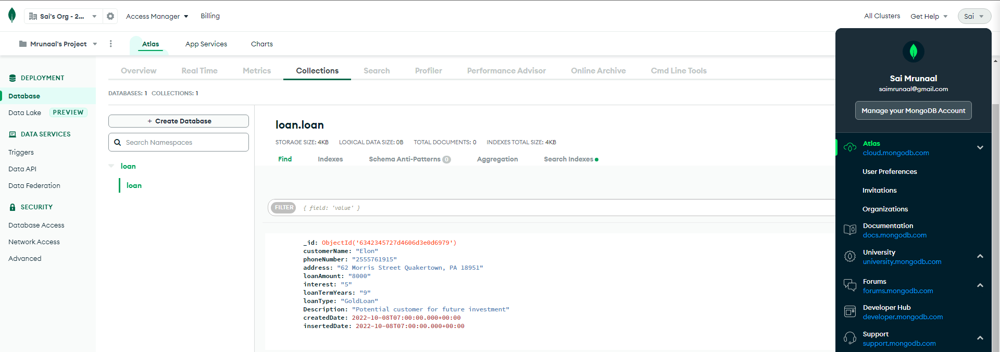 Sai's Org - 2...
Access Manager
Billing
All Clusters
Get Help
Sai
Mrunaal's Project
Atlas
App Services
Charts
Overview
Real Time
Metrics
Collections
Search
Profiler
Performance Advisor
Online Archive
Cmd Line Tools
DEPLOYMENT
Database
Data Lake PREVIEW
DATA SERVICES
Triggers
Data API
Data Federation
SECURITY
Database Access
Network Access
Advanced
DATABASES: 1 COLLECTIONS: 1
+ Create Database
Search Namespaces
loan
loan
loan.loan
STORAGE SIZE: 4KB LOGICAL DATA SIZE: 0B TOTAL DOCUMENTS: 0 INDEXES TOTAL SIZE: 4KB
Find
Indexes
Schema Anti-Patterns 0
Aggregation
Search Indexes
FILTER { field: 'value' }
_id: ObjectId('6342345727d4606d3e0d6979')
customerName: "Elon"
phoneNumber: "2555761915"
address: "62 Morris Street Quakertown, PA 18951"
loanAmount: "8000"
interest: "5"
loanTermYears: "9"
loanType: "GoldLoan"
Description: "Potential customer for future investment"
createdDate: 2022-10-08T07:00:00.000+00:00
insertedDate: 2022-10-08T07:00:00.000+00:00
Sai Mrunaal
saimrunaal@gmail.com
Manage your MongoDB Account
Atlas
cloud.mongodb.com
User Preferences
Invitations
Organizations
Documentation
docs.mongodb.com
University
university.mongodb.com
Forums
forums.mongodb.com
Developer Hub
developer.mongodb.com
Support
support.mongodb.com